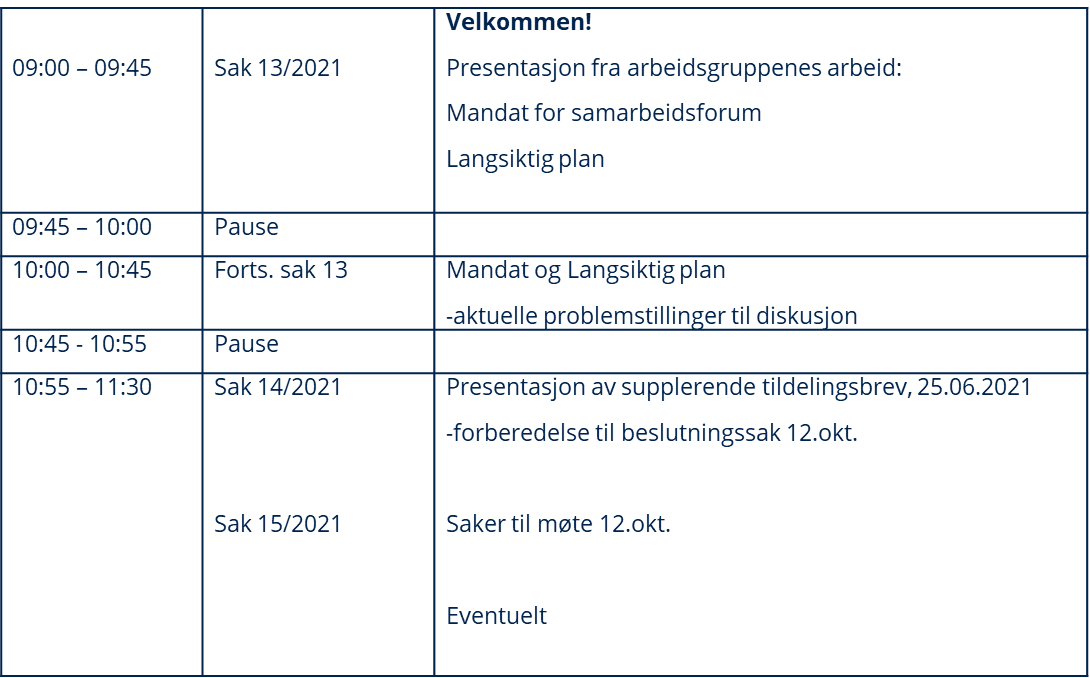 Velkommen!
09:00 – 09:45 Sak 13/2021 Presentasjon fra arbeidsgruppenes arbeid:
Mandat for samarbeidsforum
Langsiktig plan
09:45 – 10:00 Pause
10:00 – 10:45 Forts. sak 13 Mandat og Langsiktig plan
-aktuelle problemstillinger til diskusjon
10:45 - 10:55 Pause
10:55 – 11:30 Sak 14/2021 Presentasjon av supplerende tildelingsbrev, 25.06.2021
-forberedelse til beslutningssak 12.okt.
Sak 15/2021 Saker til møte 12.okt.
Eventuelt